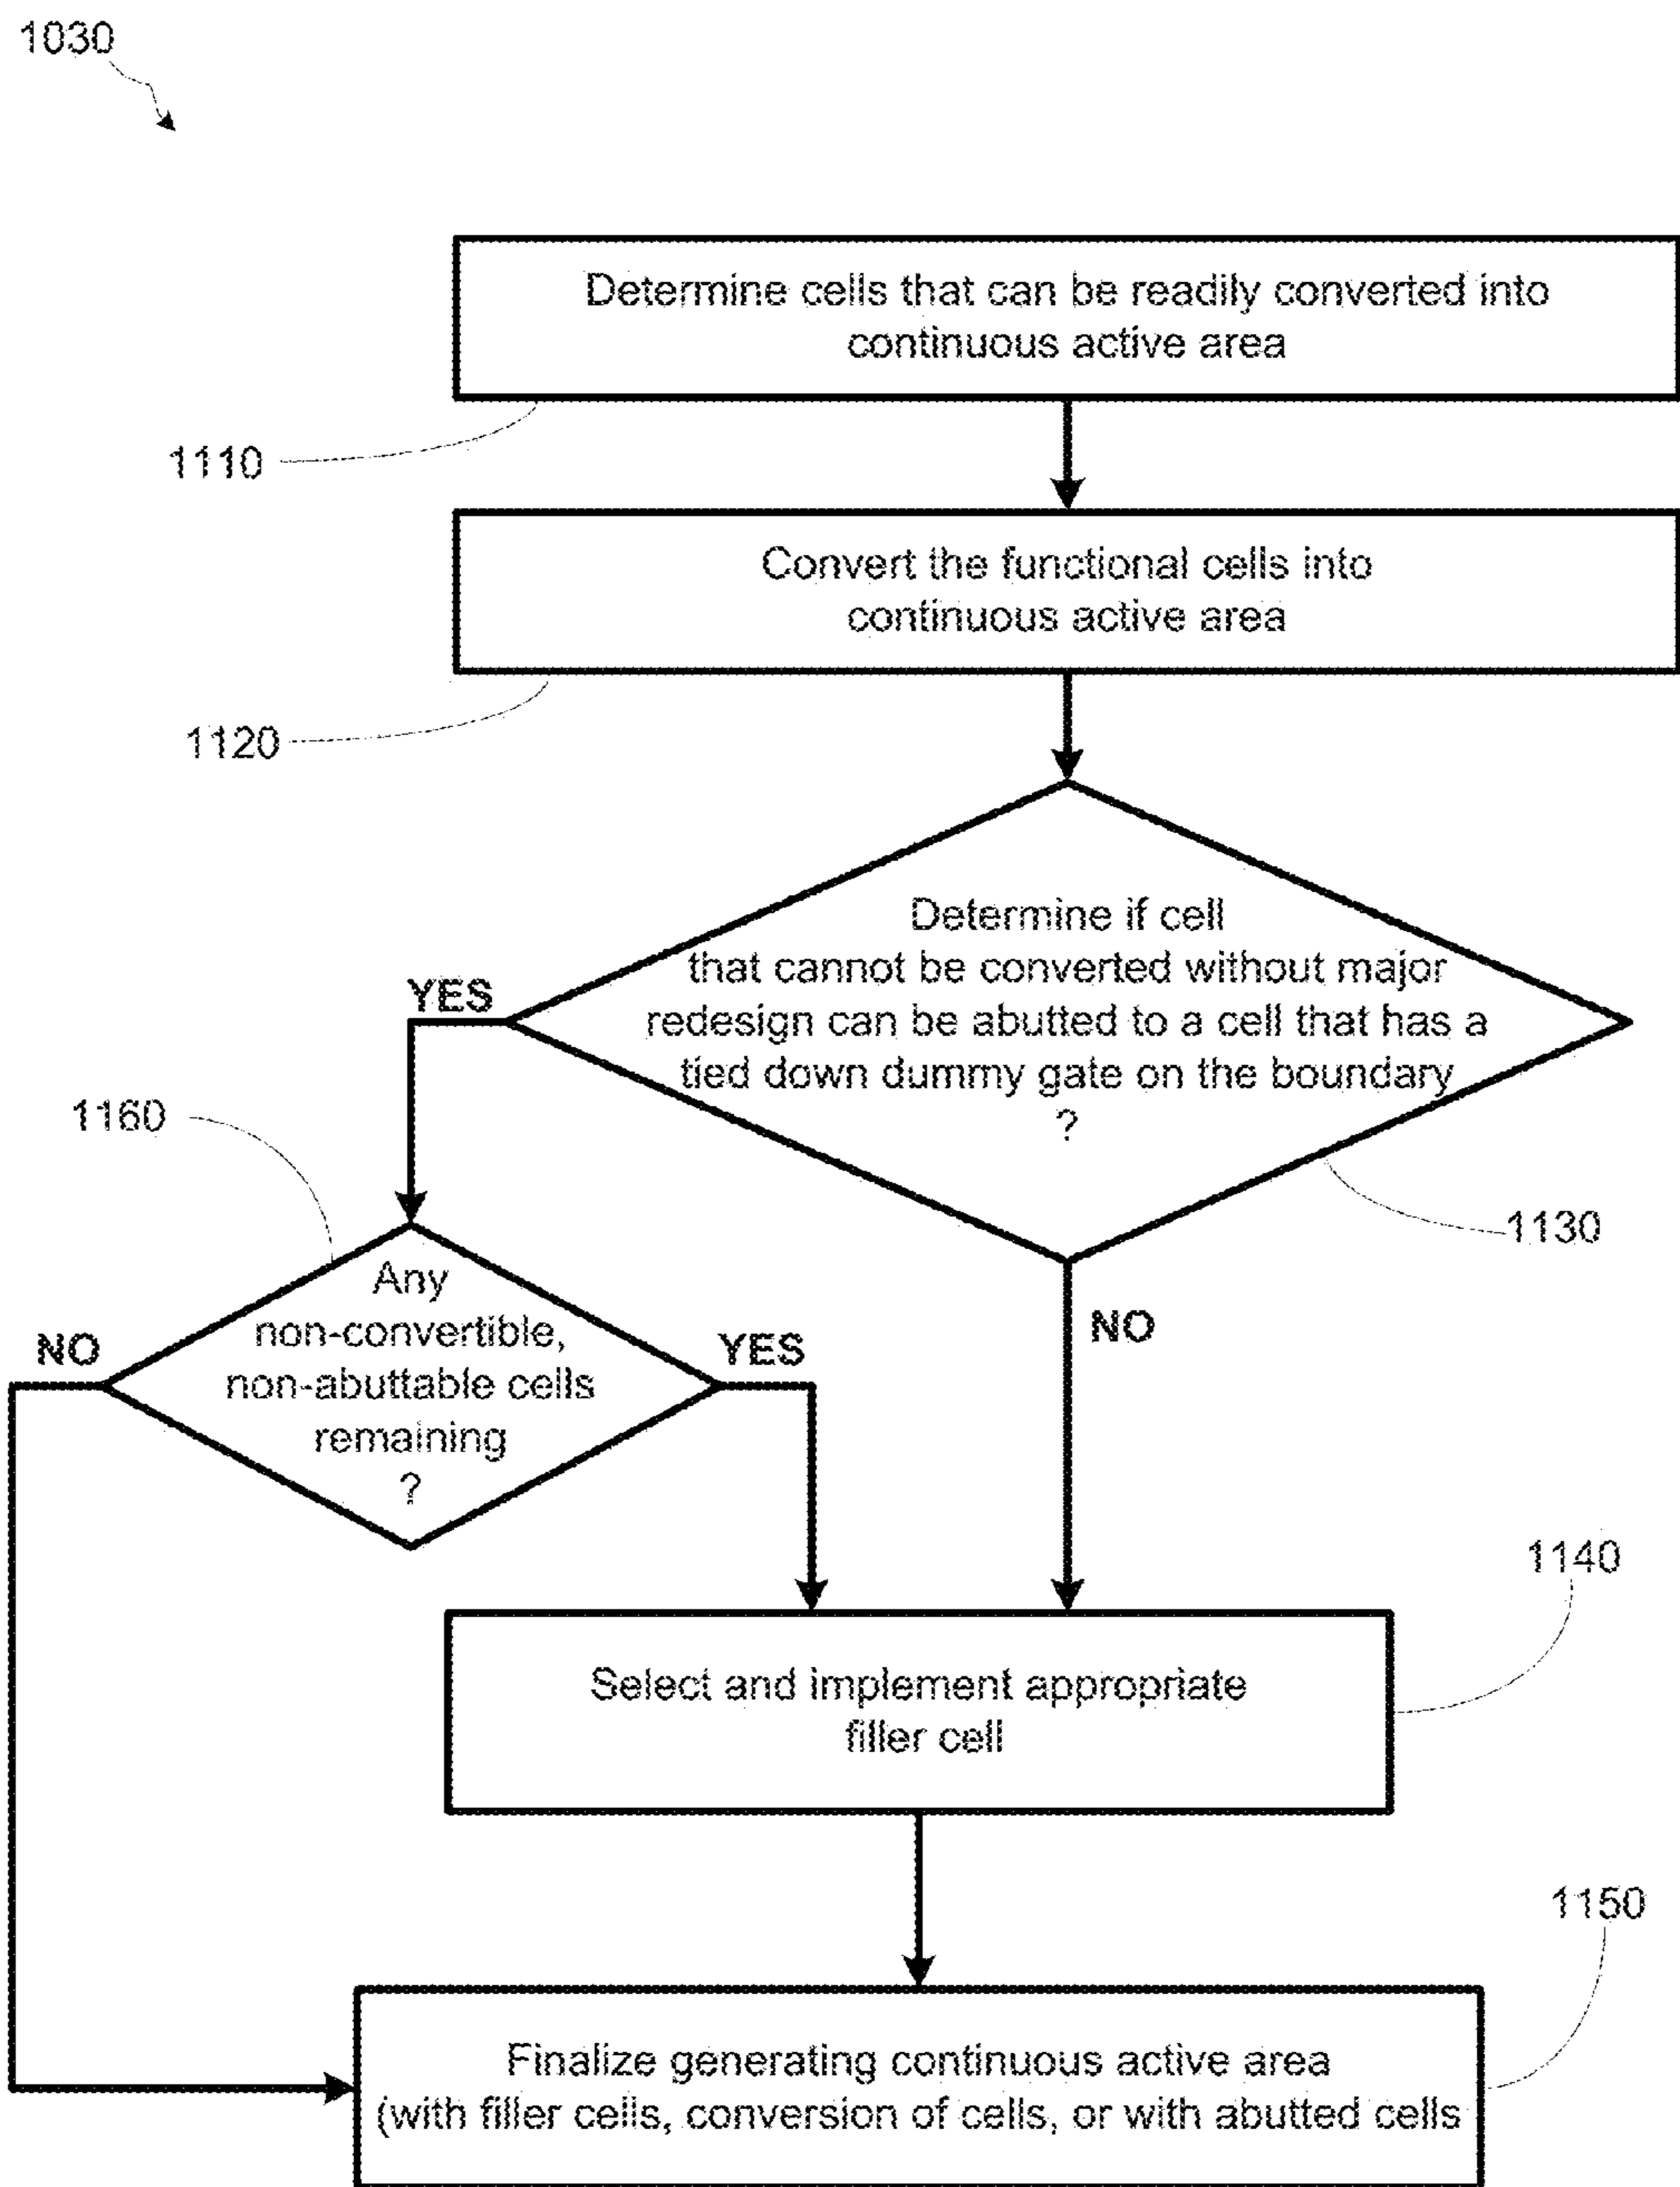 1030
Determine cells that can be readily converted into
continuous active area
1110
Convert the functional cells into
continuous active area
1120
Determine if cell
that cannot be converted without major
redesign can be abutted to a cell that has a
tied down dummy gate on the boundary
?
YES
1160
1130
Any
non-convertible,
non-abuttable cells
remaining
?
NO
YES
NO
1140
Select and implement appropriate
filler cell
1150
Finalize generating continuous active area
(with filler cells, conversion of cells, or with abutted cells